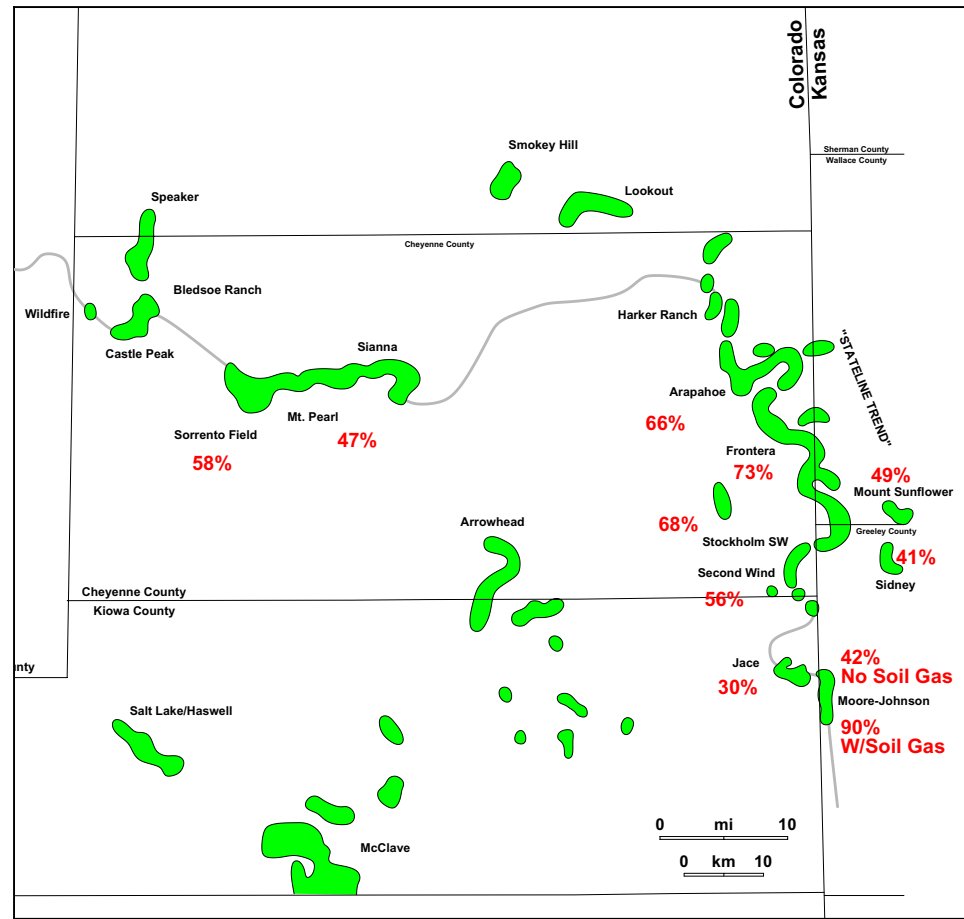 Colorado
Kansas
Sherman County
Wallace County
Smokey Hill
Lookout
Speaker
Cheyenne County
Bledsoe Ranch
Wildfire
Harker Ranch
Castle Peak
Sianna
"STATELINE TREND"
Arapahoe
Mt. Pearl
66%
Sorrento Field
47%
58%
Frontera
73%
49%
Mount Sunflower
Arrowhead
68%
Greeley County
Stockholm SW
41%
Second Wind
Sidney
56%
Cheyenne County
Kiowa County
Jace
30%
42%
No Soil Gas
Moore-Johnson
90%
W/Soil Gas
unty
Salt Lake/Haswell
McClave
0 mi 10
0 km 10